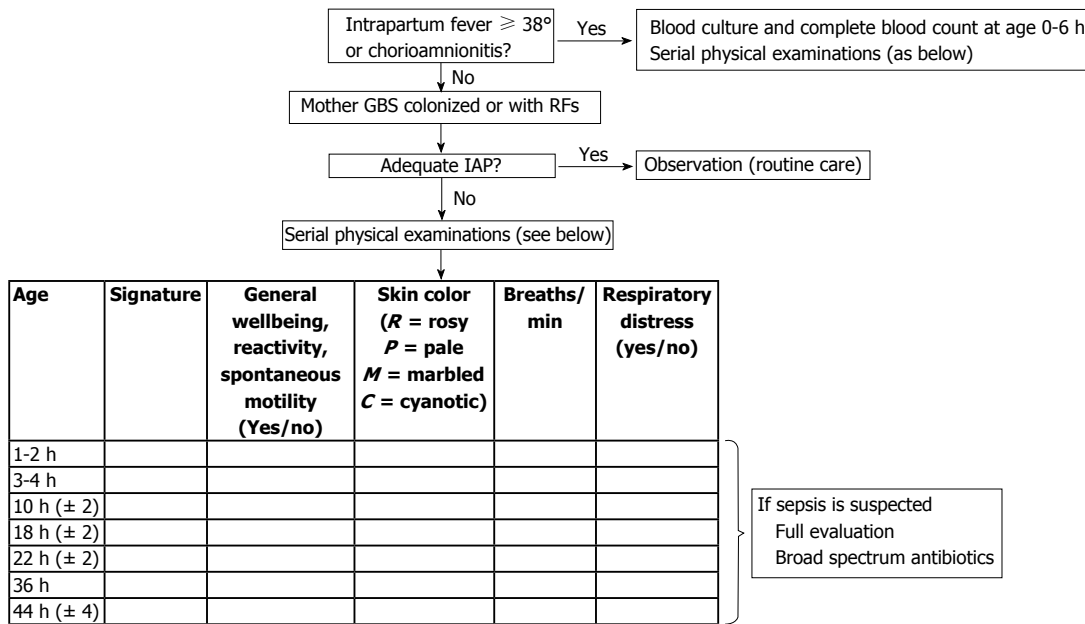 Intrapartum fever ≥ 38°
or chorioamnionitis?
Yes
Blood culture and complete blood count at age 0-6 h
Serial physical examinations (as below)
No
Mother GBS colonized or with RFs
Adequate IAP?
Yes
Observation (routine care)
No
Serial physical examinations (see below)
Age
Signature
General
wellbeing,
reactivity,
spontaneous
motility
(Yes/no)
Skin color
(R = rosy
P = pale
M = marbled
C = cyanotic)
Breaths/
min
Respiratory
distress
(yes/no)
1-2 h
3-4 h
10 h (± 2)
18 h (± 2)
22 h (± 2)
36 h
44 h (± 4)
If sepsis is suspected
Full evaluation
Broad spectrum antibiotics